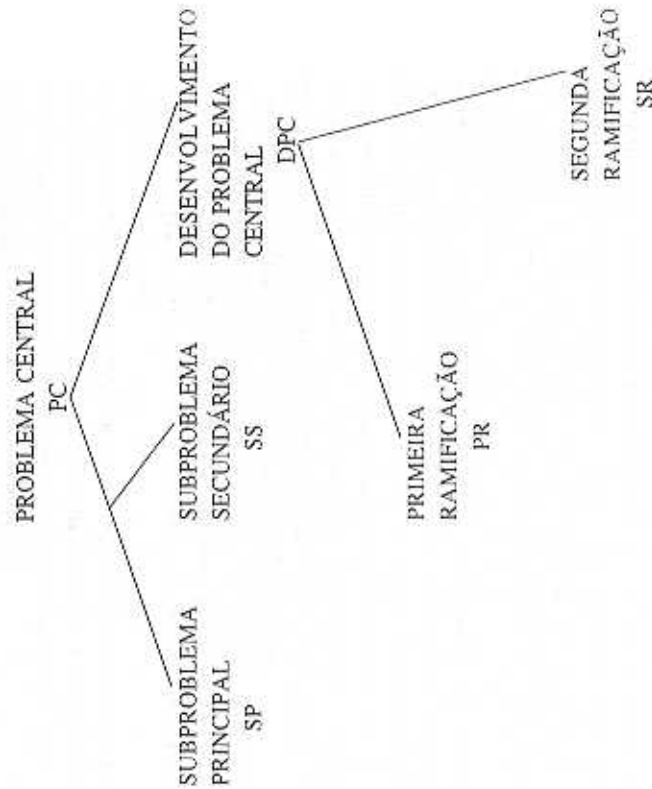 PROBLEMA CENTRAL
PC
SUBPROBLEMA
PRINCIPAL
SP
SUBPROBLEMA
SECUNDÁRIO
SS
DESENVOLVIMENTO
DO PROBLEMA
CENTRAL
DPC
PRIMEIRA
RAMIFICAÇÃO
PR
SEGUNDA
RAMIFICAÇÃO
SR